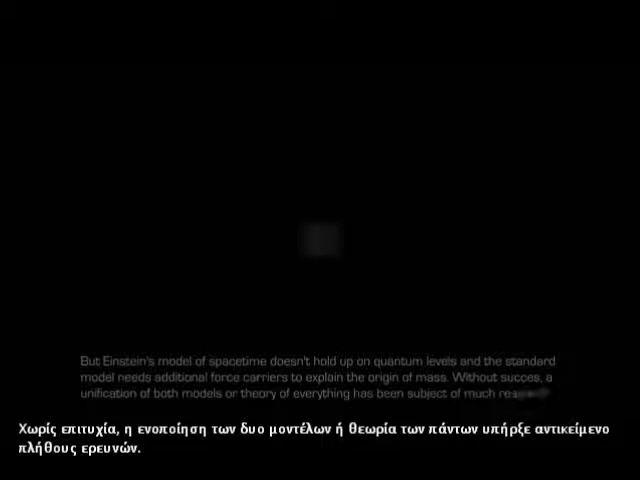 But Einstein's model of spacetime doesn't hold up on quantum levels and the standard
model needs additional force carriers to explain the origin of mass. Without succes, a
unification of both models or theory of everything has been subject of much
Χωρίς επιτυχία, η ενοποίηση των δυο μοντέλων ή θεωρία των πάντων υπήρξε αντικείμενο
πλήθους ερευνών.